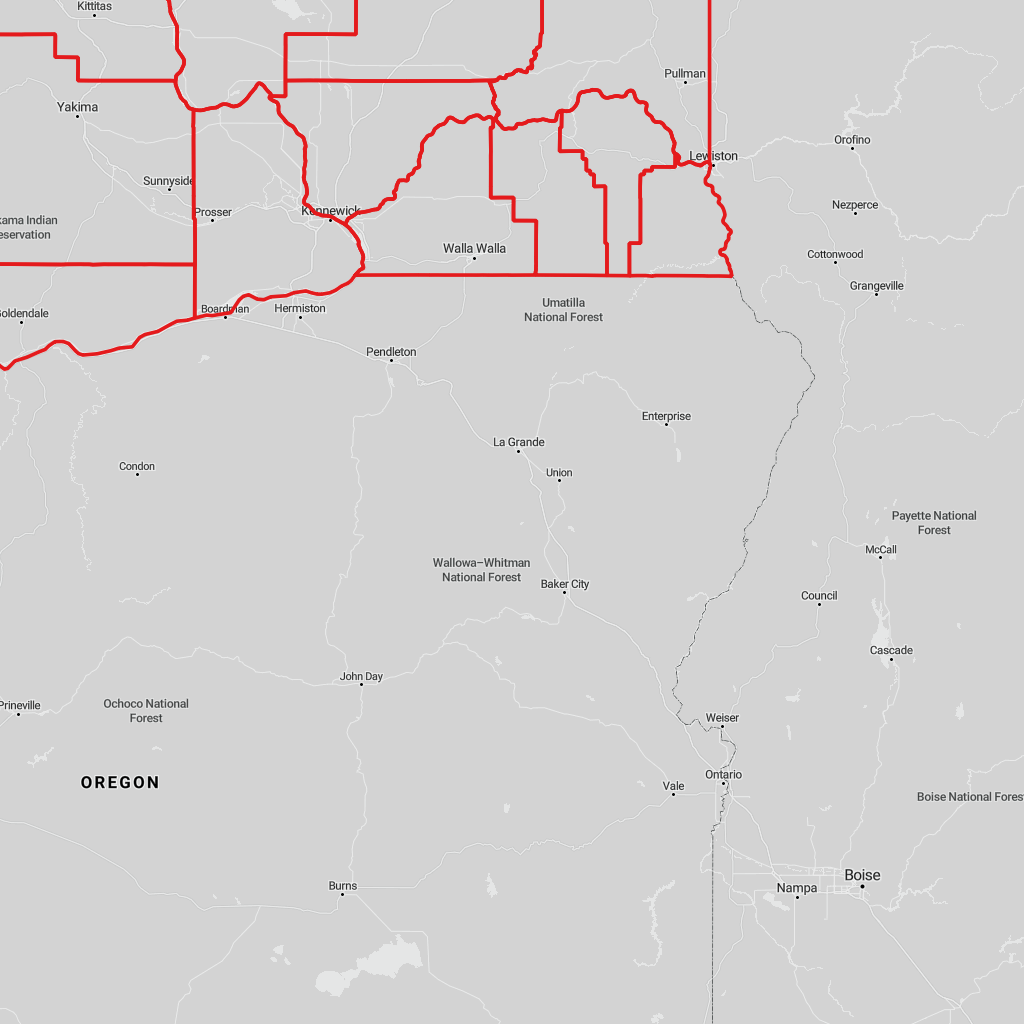 Kittitas
Pullman
Yakima
Orofino
Lewiston
Sunnyside
Nezperce
Prosser
Kennewick
kama Indian
eservation
Walla Walla
Cottonwood
Grangeville
Umatilla
National Forest
Boardman
Hermiston
oldendale
Pendleton
Enterprise
La Grande
Condon
Union
Payette National
Forest
McCall
Wallowa–Whitman
National Forest
Baker City
Council
Cascade
John Day
Prineville
Ochoco National
Forest
Weiser
OREGON
Ontario
Vale
Boise National Forest
Boise
Burns
Nampa